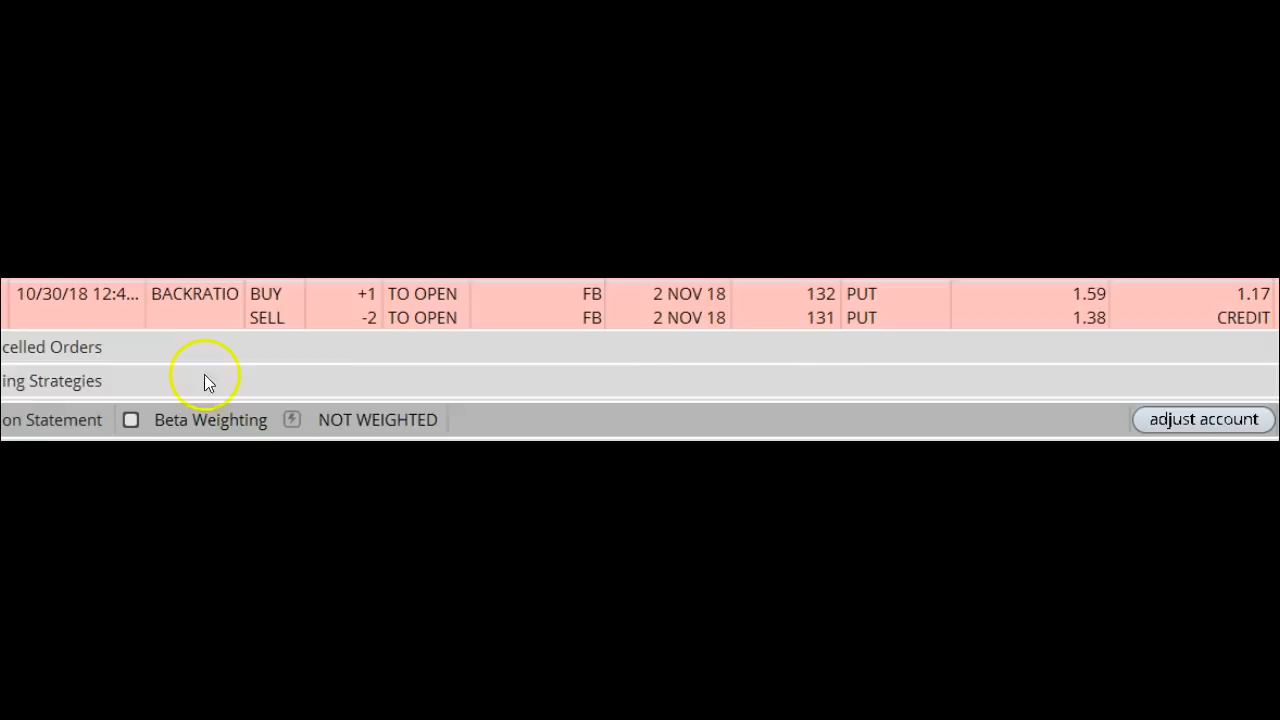 10/30/18 12:4... BACKRATIO BUY +1 TO OPEN FB 2 NOV 18 132 PUT 1.59 1.17
SELL -2 TO OPEN FB 2 NOV 18 131 PUT 1.38 CREDIT
celled Orders
ing Strategies
on Statement Beta Weighting NOT WEIGHTED adjust account